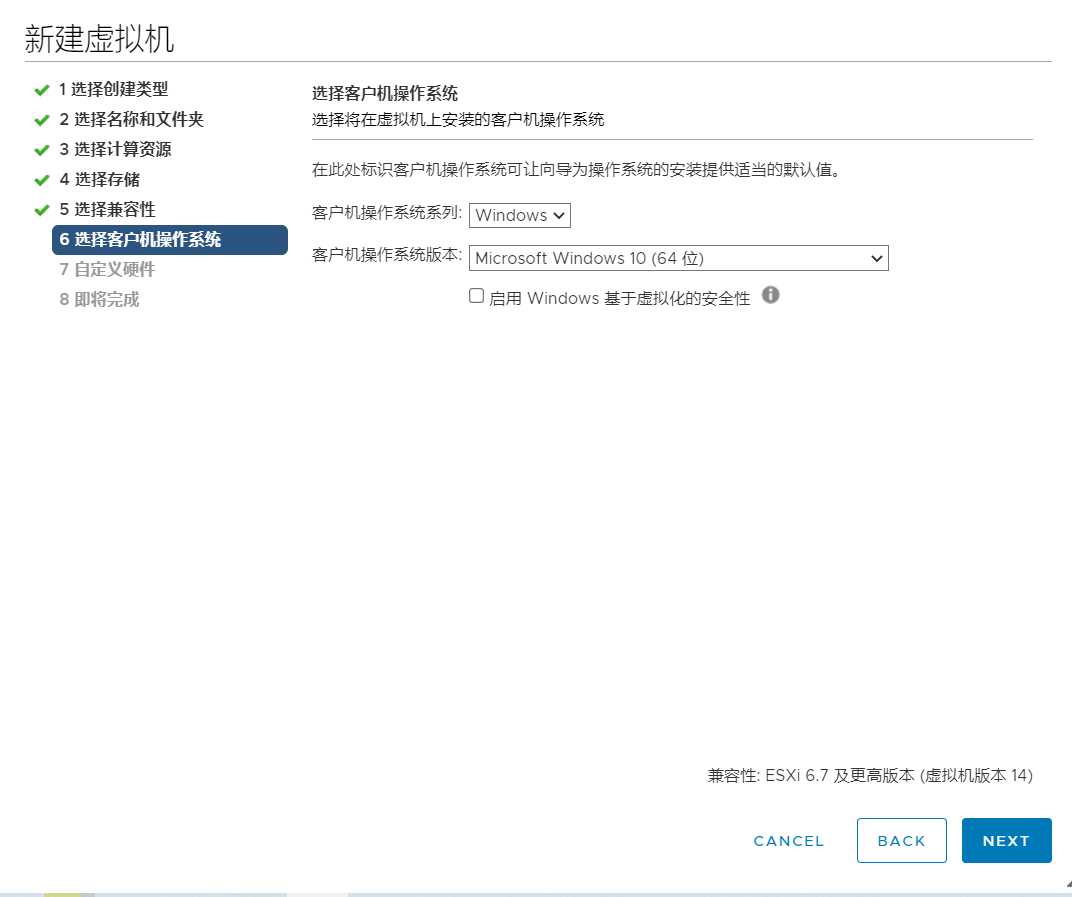 新建虚拟机
1 选择创建类型
2 选择名称和文件夹
3 选择计算资源
4 选择存储
5 选择兼容性
6 选择客户机操作系统
7 自定义硬件
8 即将完成
选择客户机操作系统
选择将在虚拟机上安装的客户机操作系统
在此处标识客户机操作系统可让向导为操作系统的安装提供适当的默认值。
客户机操作系统系列: Windows
客户机操作系统版本: Microsoft Windows 10 (64 位)
启用 Windows 基于虚拟化的安全性
兼容性: ESXi 6.7 及更高版本 (虚拟机版本 14)
CANCEL BACK NEXT